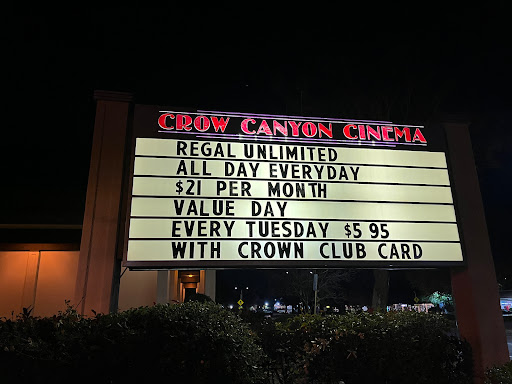 CROW CANYON CINEMA
REGAL UNLIMITED
ALL DAY EVERYDAY
$21 PER MONTH
VALUE DAY
EVERY TUESDAY $5 95
WITH CROWN CLUB CARD